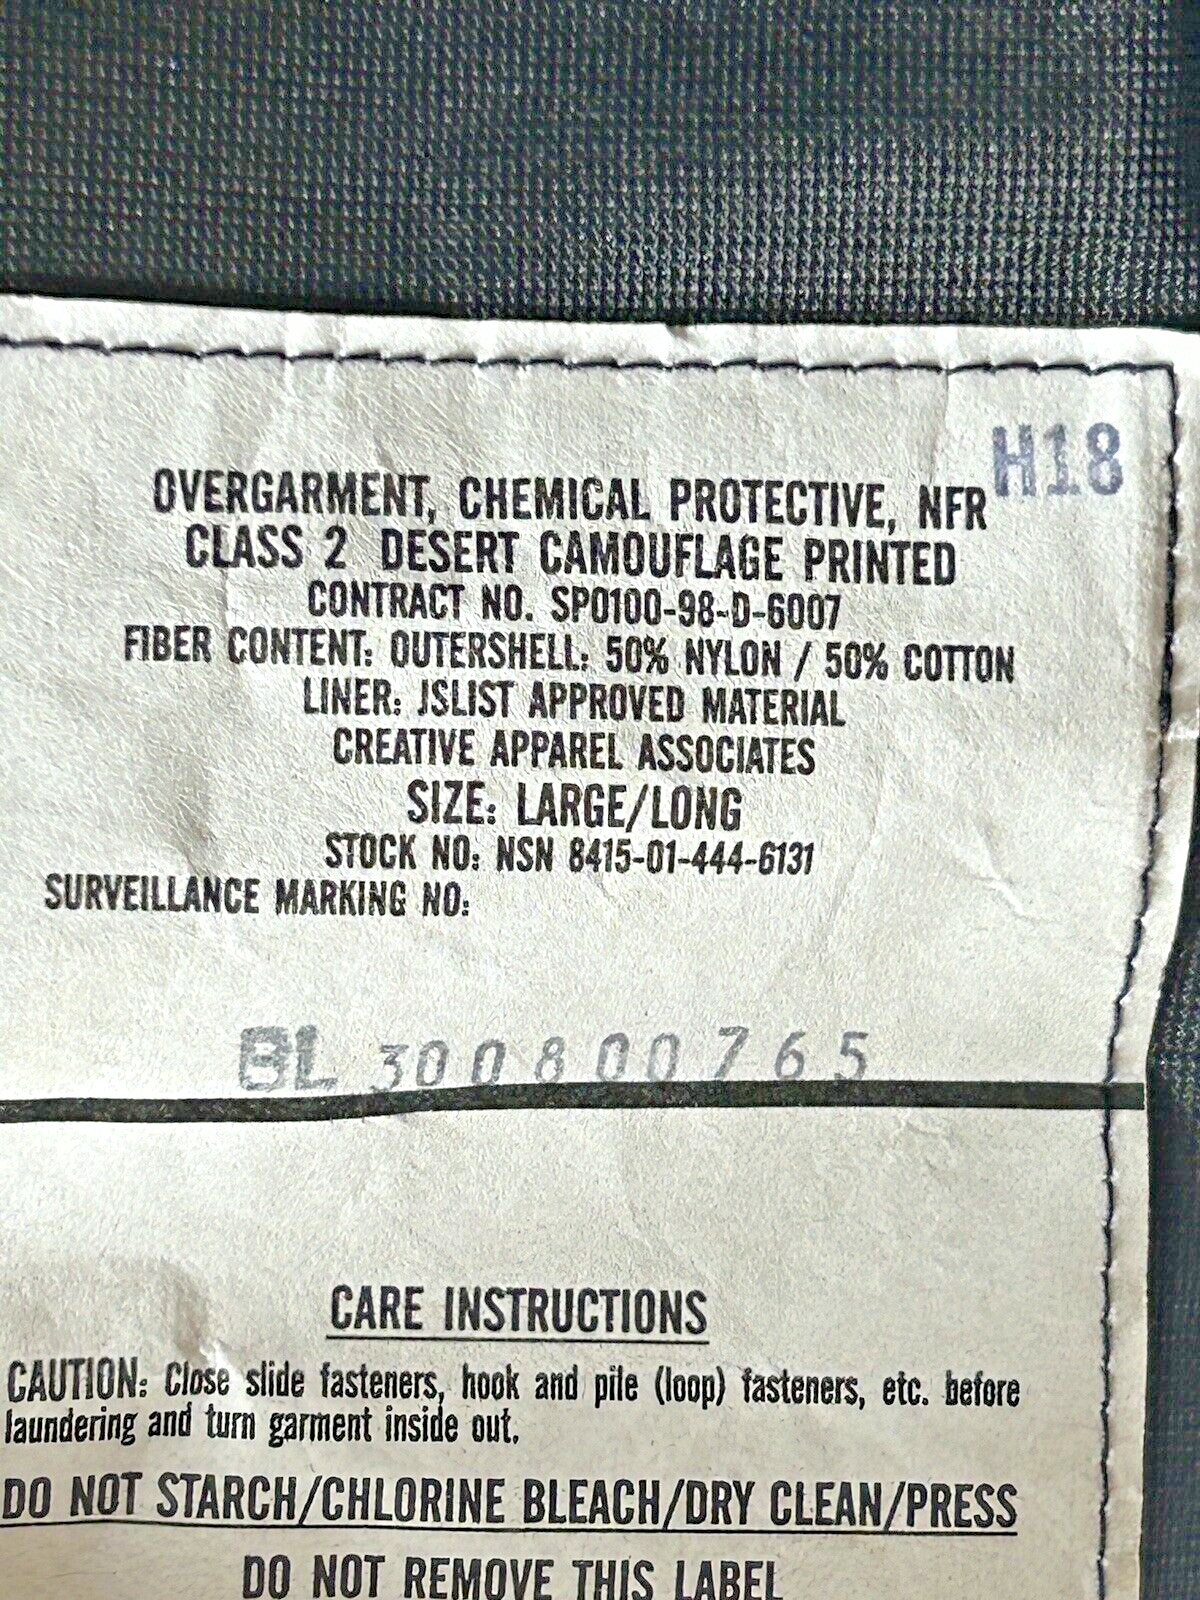 H18
OVERGARMENT, CHEMICAL PROTECTIVE, NFR
CLASS 2 DESERT CAMOUFLAGE PRINTED
CONTRACT NO. SP0100-98-D-6007
FIBER CONTENT: OUTERSHELL: 50% NYLON / 50% COTTON
LINER: JSLIST APPROVED MATERIAL
CREATIVE APPAREL ASSOCIATES
SIZE: LARGE/LONG
STOCK NO: NSN 8415-01-444-6131
SURVEILLANCE MARKING NO:
BL 300800765
CARE INSTRUCTIONS
CAUTION: Close slide fasteners, hook and pile (loop) fasteners, etc. before
laundering and turn garment inside out.
DO NOT STARCH/CHLORINE BLEACH/DRY CLEAN/PRESS
DO NOT REMOVE THIS LABEL